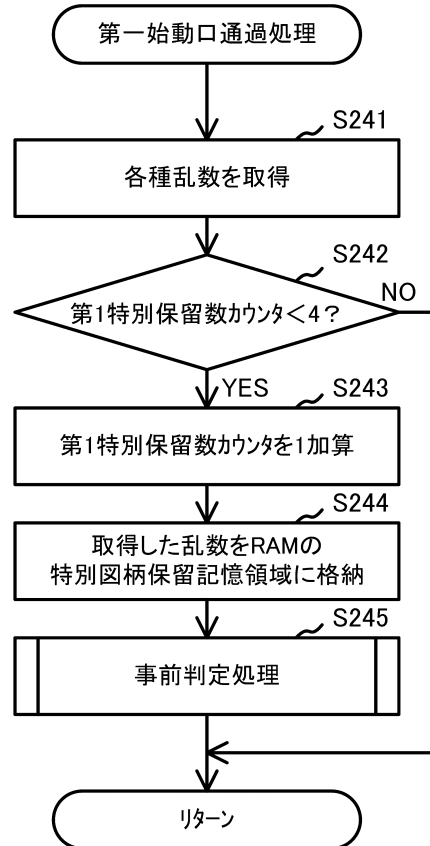 第一始動口通過処理
S241
各種乱数を取得
S242
第1特別保留数カウンタ＜4？
NO
YES
S243
第1特別保留数カウンタを1加算
S244
取得した乱数をRAMの
特別図柄保留記憶領域に格納
S245
事前判定処理
リターン